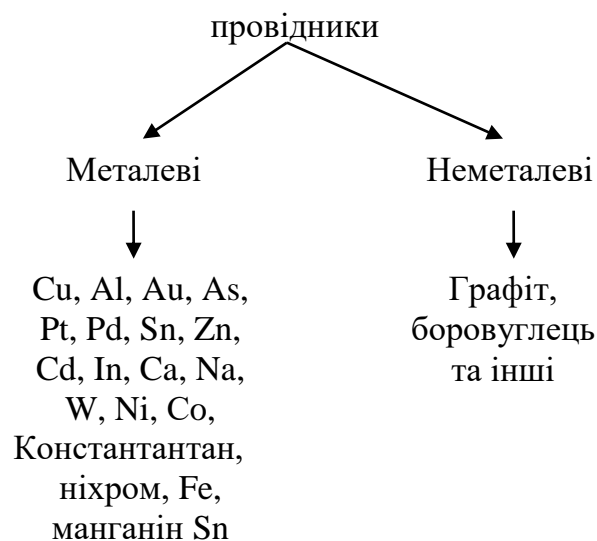 провідники
Металеві
Неметалеві
Cu, Al, Au, As,
Pt, Pd, Sn, Zn,
Cd, In, Ca, Na,
W, Ni, Co,
Константантан,
ніхром, Fe,
манганін Sn
Графіт,
боровуглець
та інші